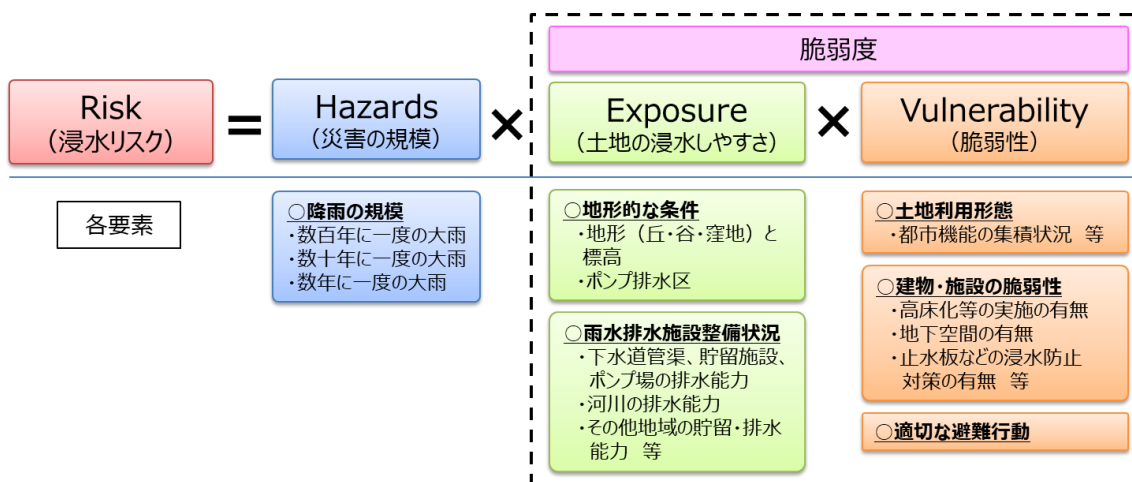 脆弱度
Risk
(浸水リスク)
=
Hazards
(災害の規模)
×
Exposure
(土地の浸水しやすさ)
×
Vulnerability
(脆弱性)
各要素
○降雨の規模
・数百年に一度の大雨
・数十年に一度の大雨
・数年に一度の大雨
○地形的な条件
・地形（丘・谷・窪地）と
標高
・ポンプ排水区
○雨水排水施設整備状況
・下水道管渠、貯留施設、
ポンプ場の排水能力
・河川の排水能力
・その他地域の貯留・排水
能力　等
○土地利用形態
・都市機能の集積状況　等
○建物・施設の脆弱性
・高床化等の実施の有無
・地下空間の有無
・止水板などの浸水防止
対策の有無　等
○適切な避難行動